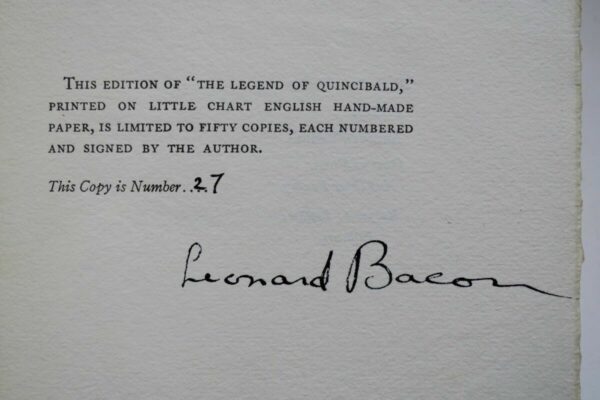 This edition of “The Legend of Quincibald,”
printed on Little Chart English hand-made
paper, is limited to fifty copies, each numbered
and signed by the author.
This Copy is Number....27
Leonard Bacon